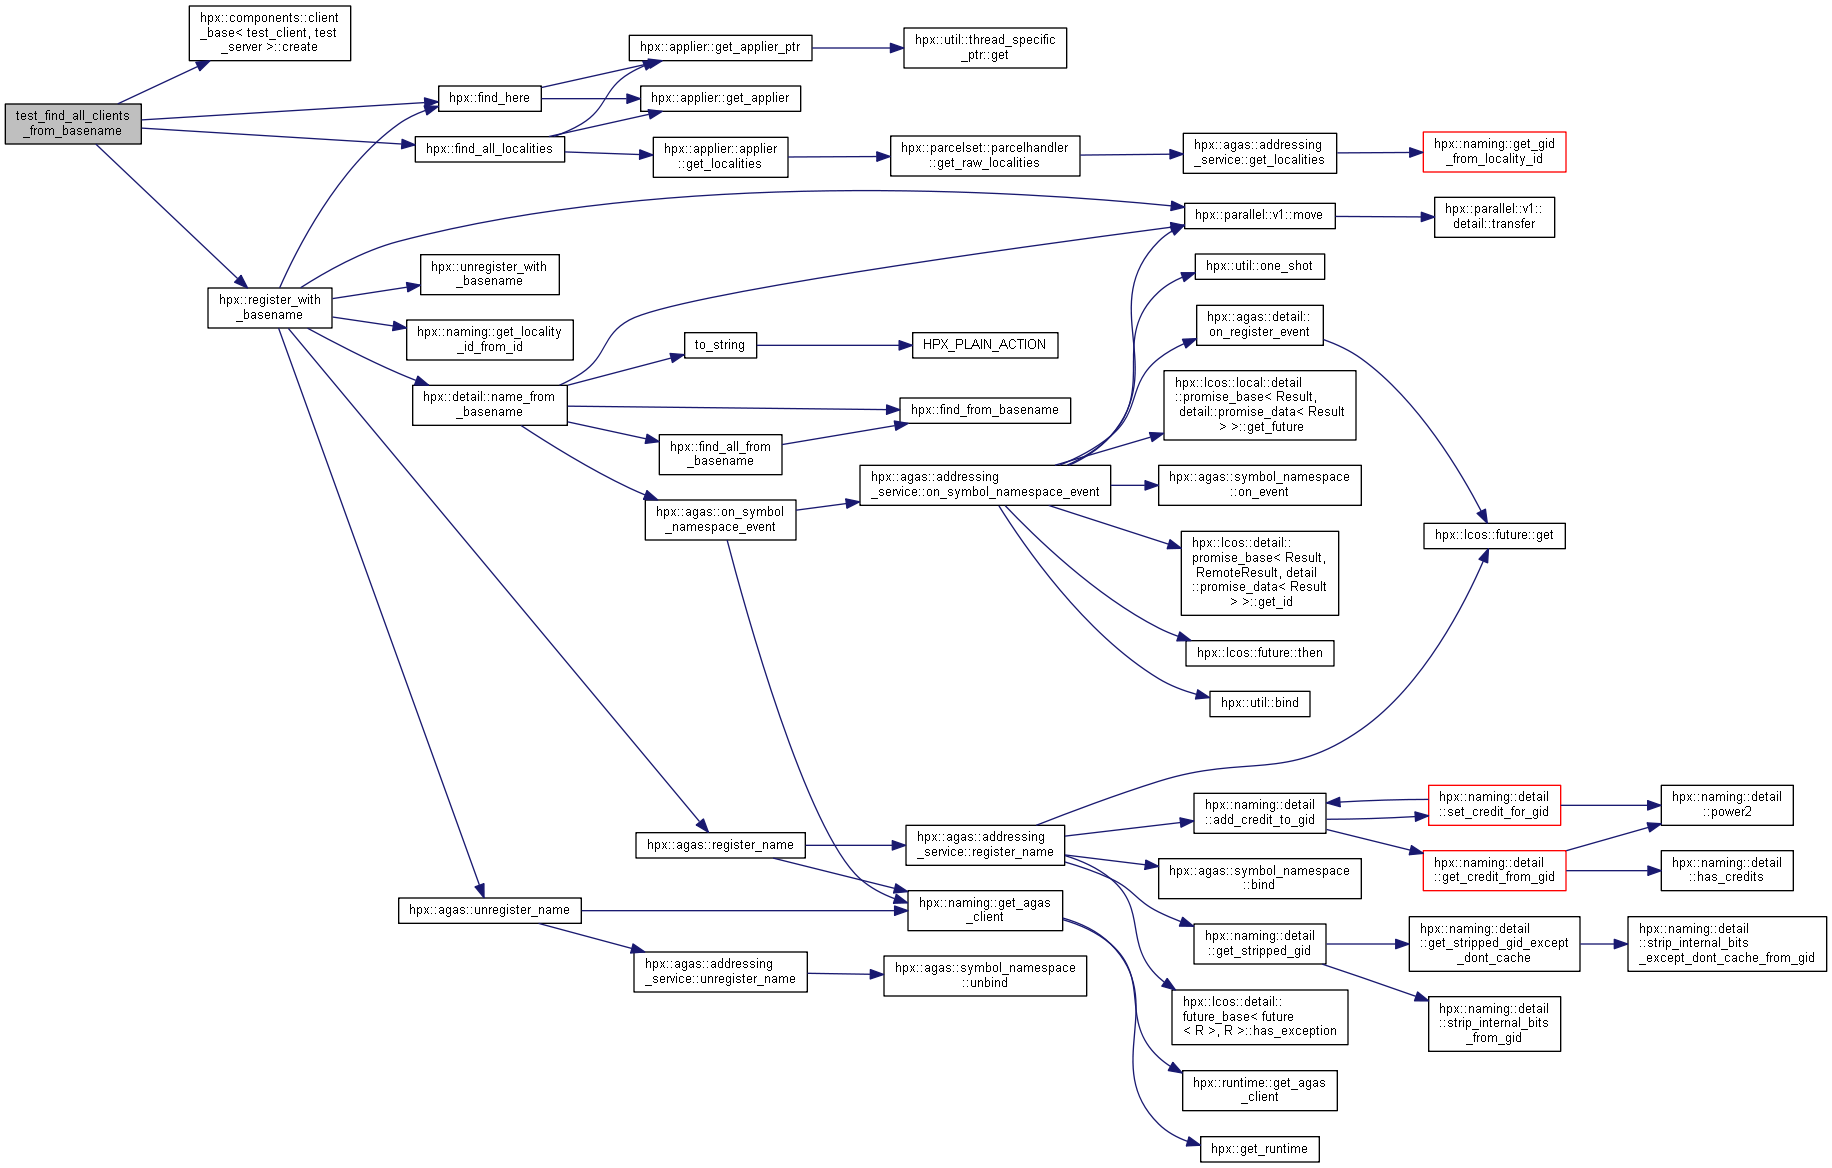 test_find_all_clients
_from_basename
hpx::components::client
_base< test_client, test
_server >::create
hpx::find_here
hpx::find_all_localities
hpx::applier::get_applier_ptr
hpx::applier::get_applier
hpx::applier::applier
::get_localities
hpx::util::thread_specific
_ptr::get
hpx::parcelset::parcelhandler
::get_raw_localities
hpx::agas::addressing
_service::get_localities
hpx::naming::get_gid
_from_locality_id
hpx::register_with
_basename
hpx::unregister_with
_basename
hpx::naming::get_locality
_id_from_id
hpx::detail::name_from
_basename
to_string
HPX_PLAIN_ACTION
hpx::find_from_basename
hpx::find_all_from
_basename
hpx::agas::on_symbol
_namespace_event
hpx::agas::addressing
_service::on_symbol_namespace_event
hpx::parallel::v1::move
hpx::parallel::v1::
detail::transfer
hpx::util::one_shot
hpx::agas::detail::
on_register_event
hpx::lcos::local::detail
::promise_base< Result,
detail::promise_data< Result
> >::get_future
hpx::agas::symbol_namespace
::on_event
hpx::lcos::detail::
promise_base< Result,
RemoteResult, detail
::promise_data< Result
> >::get_id
hpx::lcos::future::then
hpx::util::bind
hpx::lcos::future::get
hpx::agas::register_name
hpx::agas::unregister_name
hpx::agas::addressing
_service::unregister_name
hpx::agas::addressing
_service::register_name
hpx::naming::get_agas
_client
hpx::agas::symbol_namespace
::unbind
hpx::naming::detail
::add_credit_to_gid
hpx::naming::detail
::set_credit_for_gid
hpx::naming::detail
::power2
hpx::naming::detail
::get_credit_from_gid
hpx::naming::detail
::has_credits
hpx::agas::symbol_namespace
::bind
hpx::naming::detail
::get_stripped_gid
hpx::naming::detail
::get_stripped_gid_except
_dont_cache
hpx::naming::detail
::strip_internal_bits
_except_dont_cache_from_gid
hpx::naming::detail
::strip_internal_bits
_from_gid
hpx::lcos::detail::
future_base< future
< R >, R >::has_exception
hpx::runtime::get_agas
_client
hpx::get_runtime